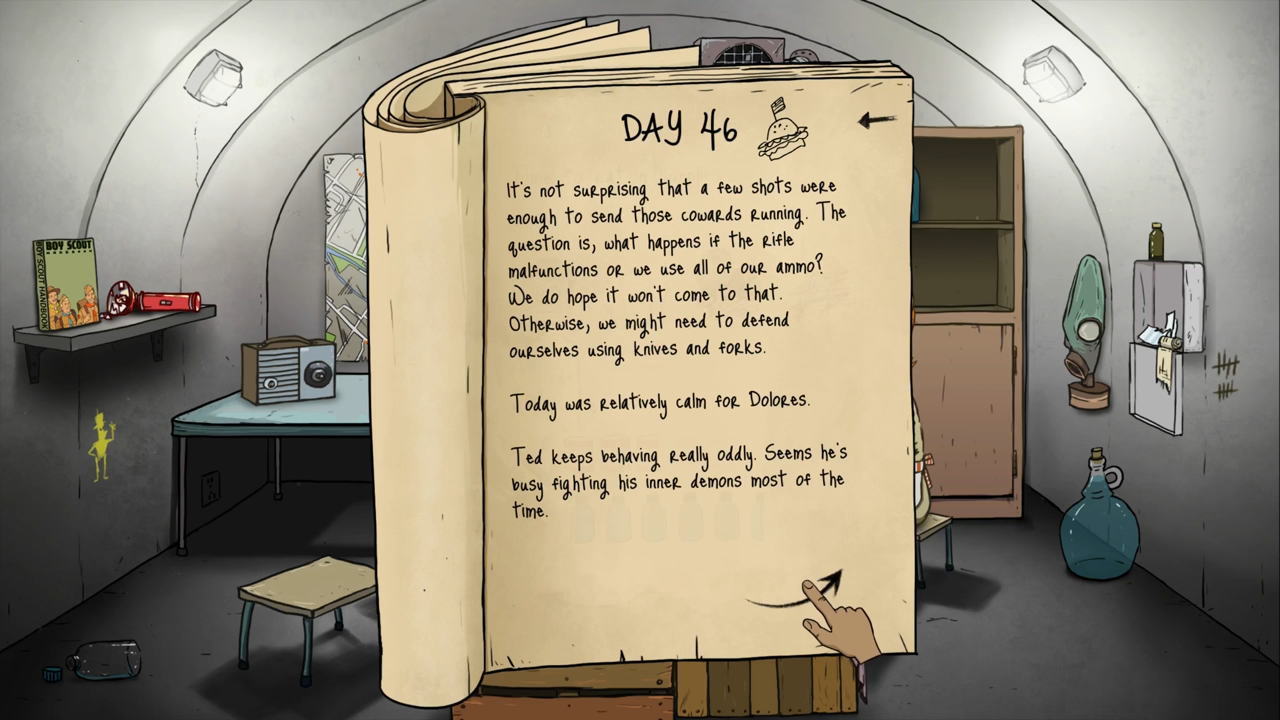 DAY 46
It's not surprising that a few shots were
enough to send those cowards running. The
question is, what happens if the rifle
malfunctions or we use all of our ammo?
We do hope it won't come to that.
Otherwise, we might need to defend
ourselves using knives and forks.
Today was relatively calm for Dolores.
Ted keeps behaving really oddly. Seems he's
busy fighting his inner demons most of the
time.
BOY SCOUT
BOY SCOUT HANDBOOK